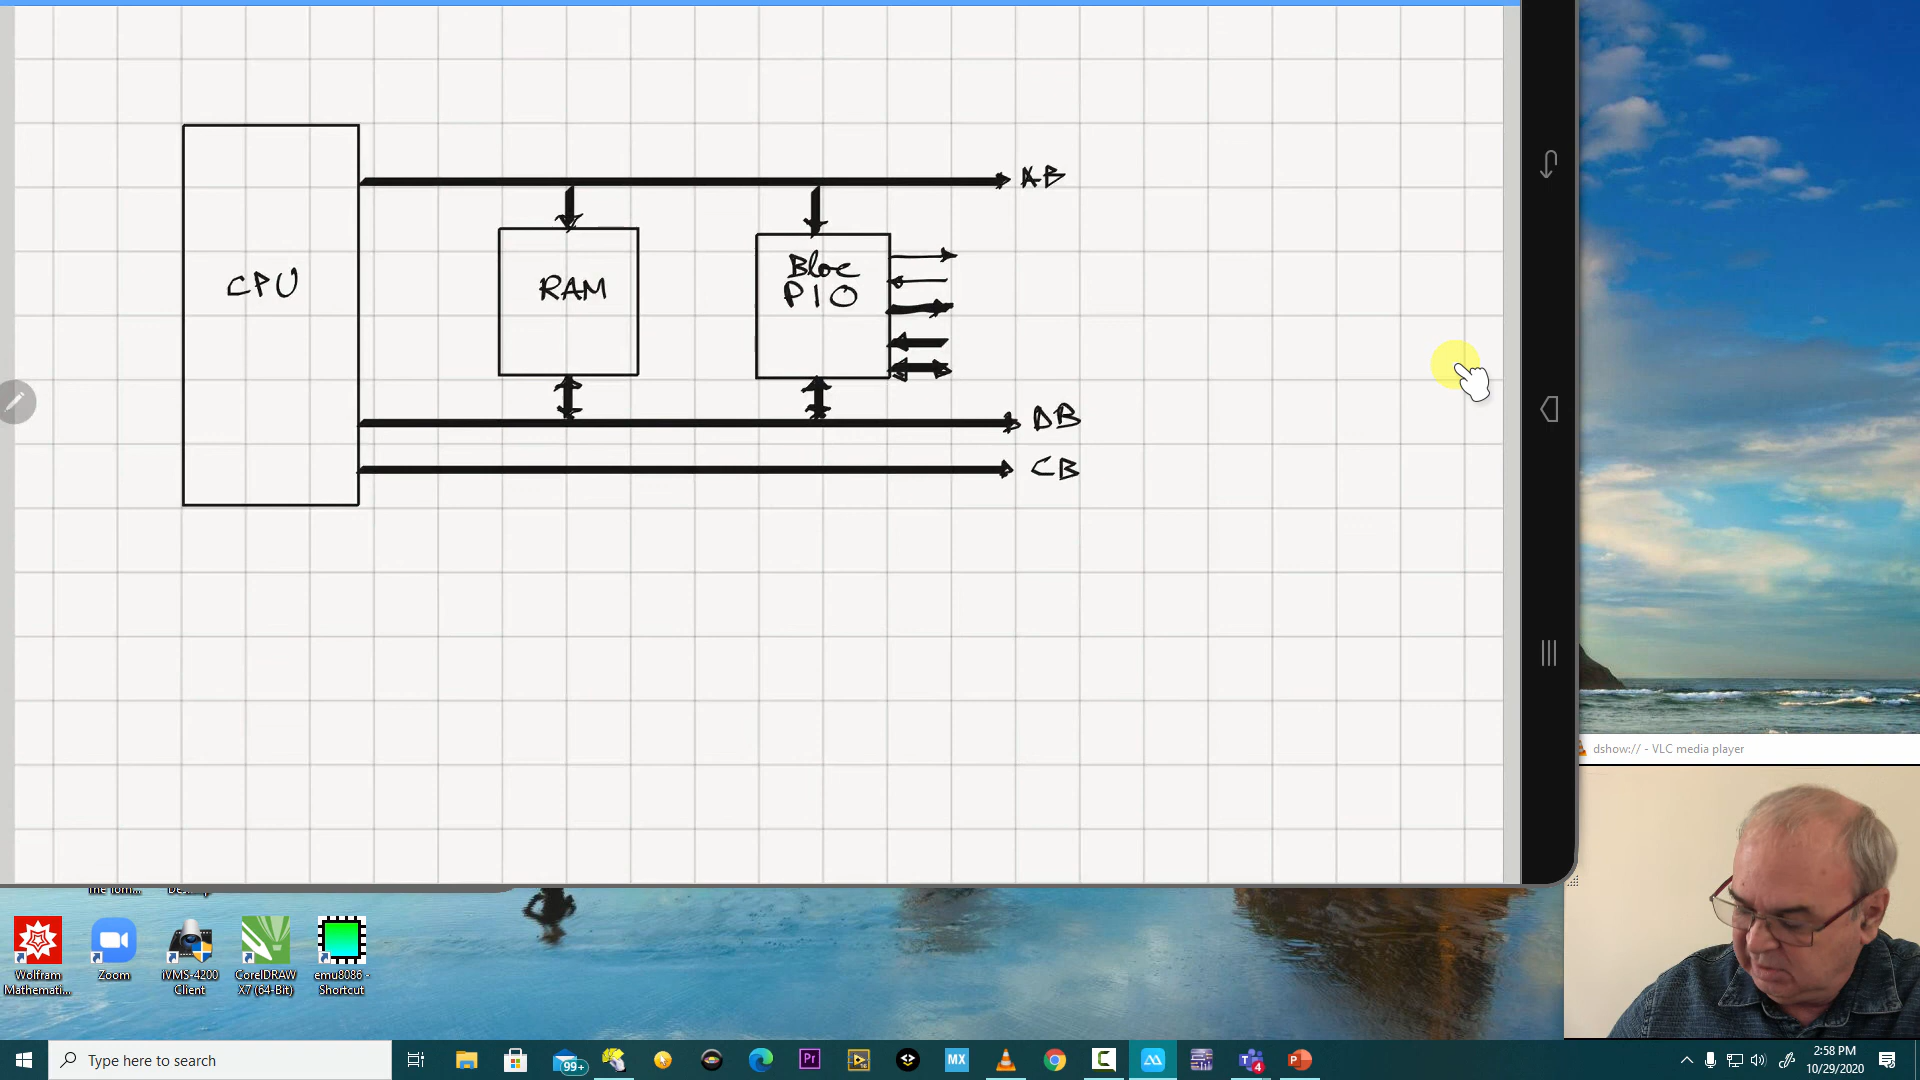 AB
CPU
RAM
Bloc
PIO
DB
CB
dshow:// - VLC media player
Wolfram
Mathemati...
Zoom
iVMS-4200
Client
CorelDRAW
X7 (64-Bit)
emu8086 -
Shortcut
Type here to search
99+
Pr
MX
4
2:58 PM
10/29/2020